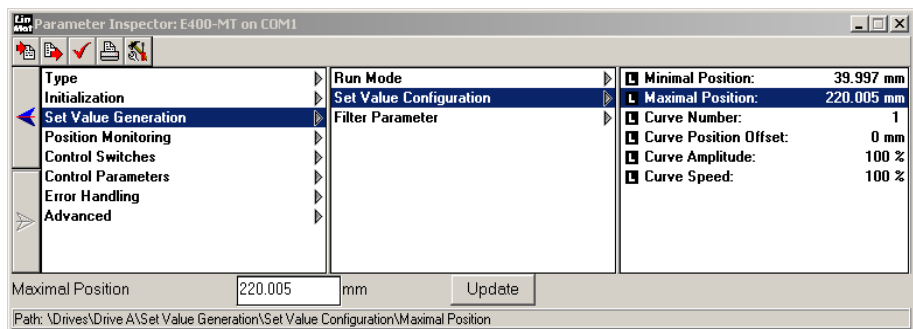 Lin Mot Parameter Inspector: E400-MT on COM1
Type
Initialization
Set Value Generation
Position Monitoring
Control Switches
Control Parameters
Error Handling
Advanced
Run Mode
Set Value Configuration
Filter Parameter
L Minimal Position: 39.997 mm
L Maximal Position: 220.005 mm
L Curve Number: 1
L Curve Position Offset: 0 mm
L Curve Amplitude: 100 %
L Curve Speed: 100 %
Maximal Position 220.005 mm Update
Path: \Drives\Drive A\Set Value Generation\Set Value Configuration\Maximal Position